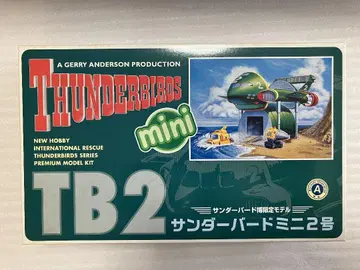 A GERRY ANDERSON PRODUCTION
THUNDERBIRDS
mini
NEW HOBBY
INTERNATIONAL RESCUE
THUNDERBIRDS SERIES
PREMIUM MODEL KIT
TB2
サンダーバード博限定モデル
サンダーバードミニ2号
A